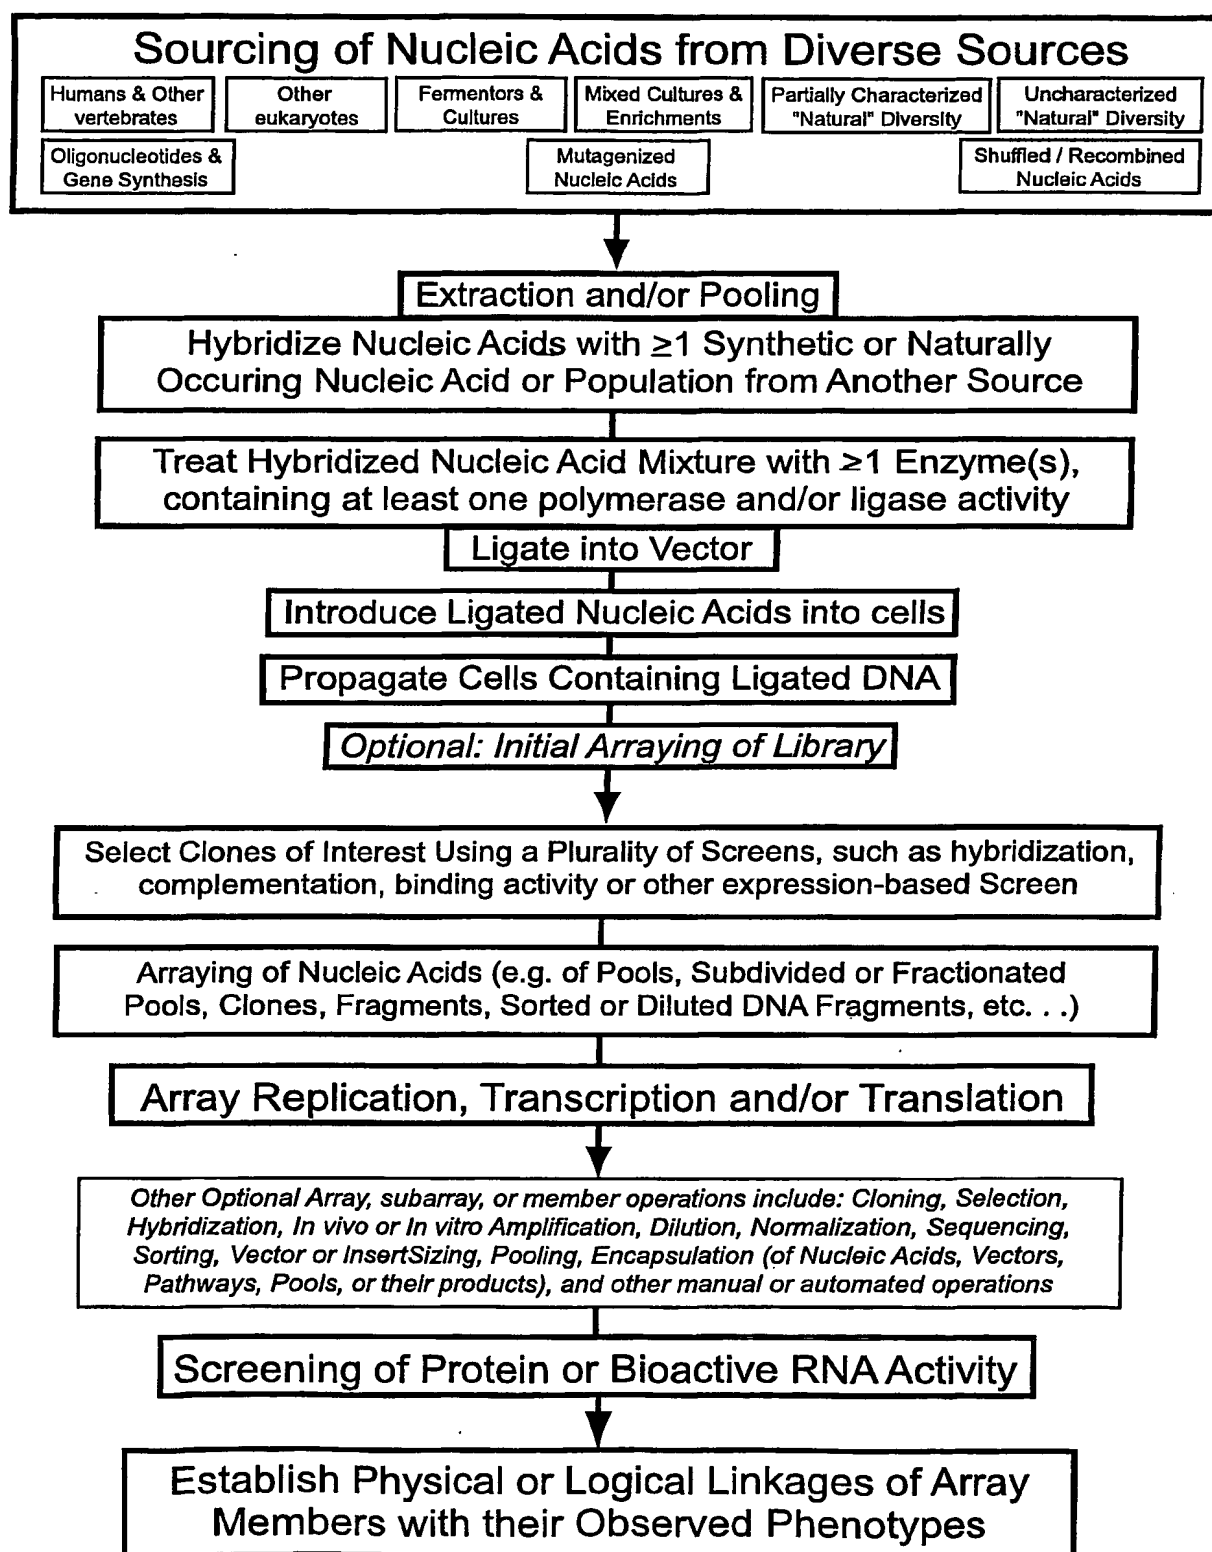 Sourcing of Nucleic Acids from Diverse Sources
Humans & Other
vertebrates
Other
eukaryotes
Fermentors &
Cultures
Mixed Cultures &
Enrichments
Partially Characterized
"Natural" Diversity
Uncharacterized
"Natural" Diversity
Oligonucleotides &
Gene Synthesis
Mutagenized
Nucleic Acids
Shuffled / Recombined
Nucleic Acids
Extraction and/or Pooling
Hybridize Nucleic Acids with ≥1 Synthetic or Naturally
Occuring Nucleic Acid or Population from Another Source
Treat Hybridized Nucleic Acid Mixture with ≥1 Enzyme(s),
containing at least one polymerase and/or ligase activity
Ligate into Vector
Introduce Ligated Nucleic Acids into cells
Propagate Cells Containing Ligated DNA
Optional: Initial Arraying of Library
Select Clones of Interest Using a Plurality of Screens, such as hybridization,
complementation, binding activity or other expression-based Screen
Arraying of Nucleic Acids (e.g. of Pools, Subdivided or Fractionated
Pools, Clones, Fragments, Sorted or Diluted DNA Fragments, etc. . .)
Array Replication, Transcription and/or Translation
Other Optional Array, subarray, or member operations include: Cloning, Selection,
Hybridization, In vivo or In vitro Amplification, Dilution, Normalization, Sequencing,
Sorting, Vector or InsertSizing, Pooling, Encapsulation (of Nucleic Acids, Vectors,
Pathways, Pools, or their products), and other manual or automated operations
Screening of Protein or Bioactive RNA Activity
Establish Physical or Logical Linkages of Array
Members with their Observed Phenotypes